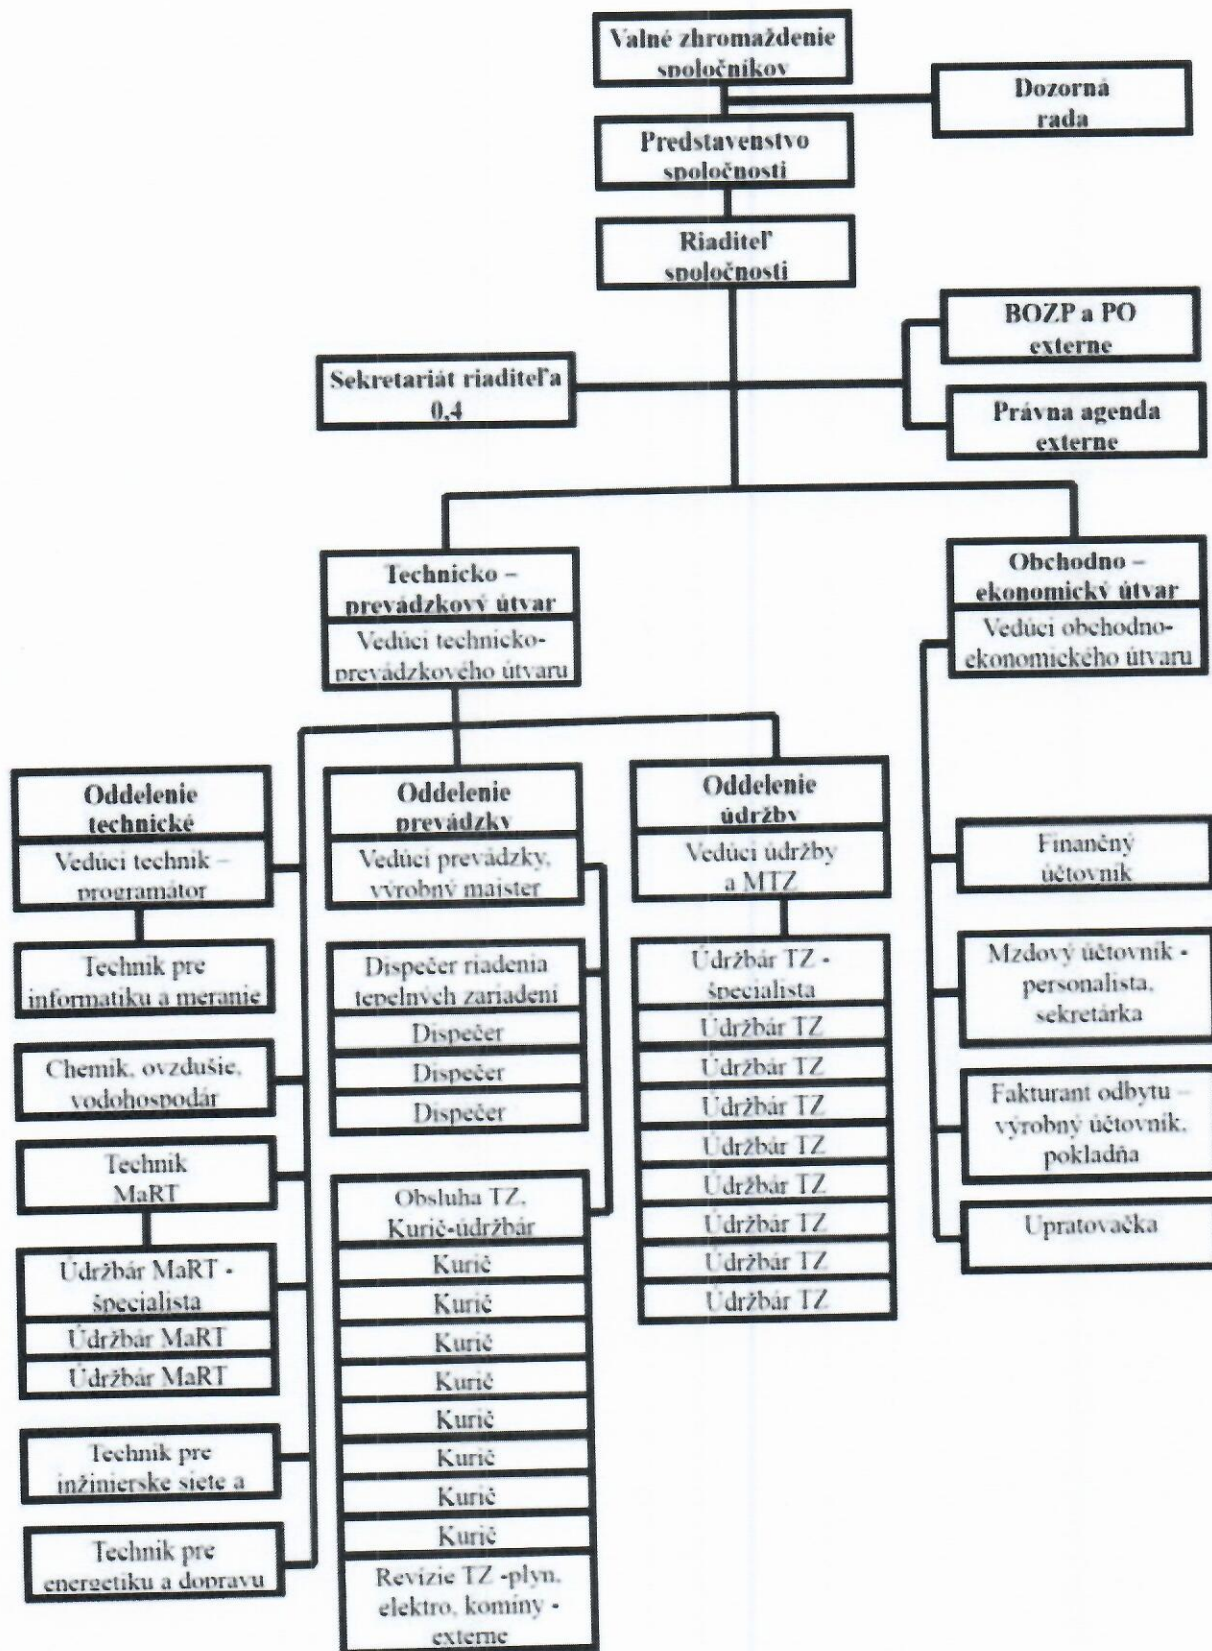 Valné zhromaždenie
spoločníkov
Dozorná
rada
Predstavenstvo
spoločnosti
Riaditeľ
spoločnosti
BOZP a PO
externe
Sekretariát riaditeľa
0,4
Právna agenda
externe
Technicko –
prevádzkový útvar
Vedúci technicko-
prevádzkového útvaru
Obchodno –
ekonomický útvar
Vedúci obchodno-
ekonomického útvaru
Oddelenie
technické
Vedúci technik –
programátor
Technik pre
informatiku a meranie
Chemik, ovzdušie,
vodohospodár
Technik
MaRT
Údržbár MaRT -
špecialista
Údržbár MaRT
Údržbár MaRT
Technik pre
inžinierske siete a
Technik pre
energetiku a dopravu
Oddelenie
prevádzky
Vedúci prevádzky,
výrobný majster
Dispečer riadenia
tepelných zariadení
Dispečer
Dispečer
Dispečer
Obsluha TZ,
Kurič-údržbár
Kurič
Kurič
Kurič
Kurič
Kurič
Kurič
Kurič
Kurič
Revízie TZ -plyn,
elektro, komíny -
externe
Oddelenie
údržby
Vedúci údržby
a MTZ
Údržbár TZ -
špecialista
Údržbár TZ
Údržbár TZ
Údržbár TZ
Údržbár TZ
Údržbár TZ
Údržbár TZ
Údržbár TZ
Údržbár TZ
Finančný
účtovník
Mzdový účtovník -
personalista,
sekretárka
Fakturant odbytu –
výrobný účtovník,
pokladňa
Upratovačka